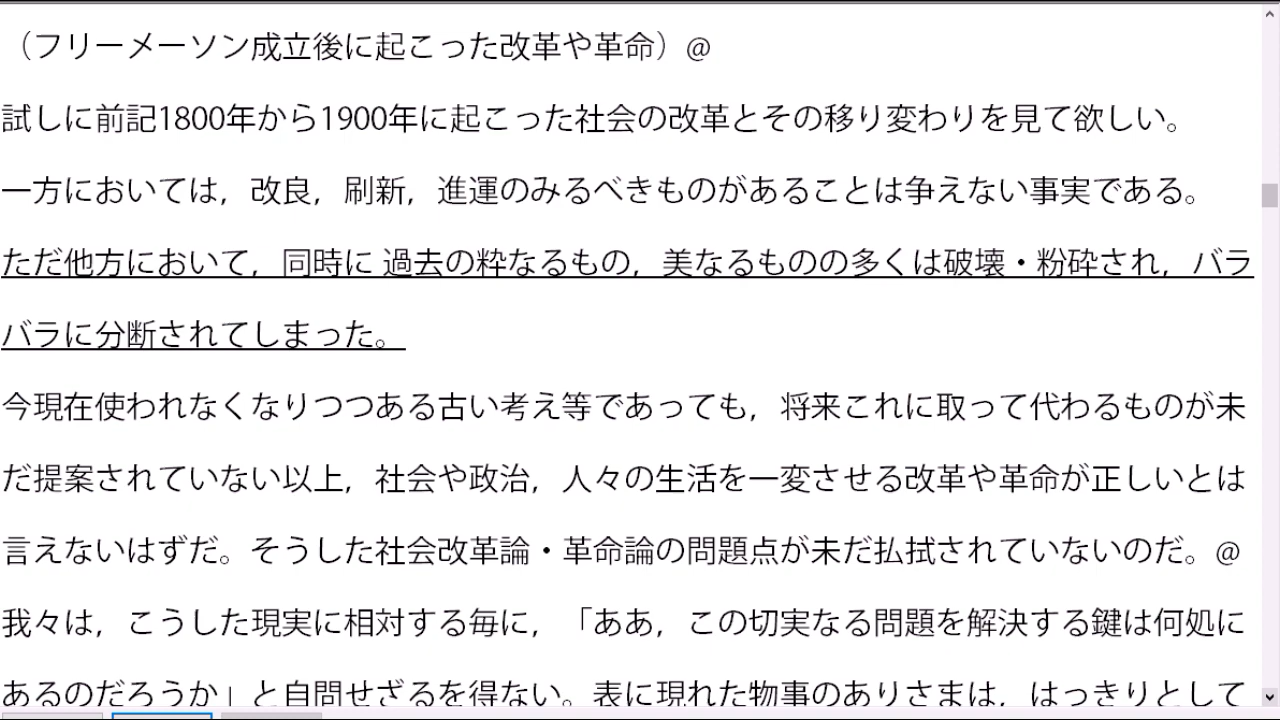 （フリーメーソン成立後に起こった改革や革命）@
試しに前記1800年から1900年に起こった社会の改革とその移り変わりを見て欲しい。
一方においては，改良，刷新，進運のみるべきものがあることは争えない事実である。
ただ他方において，同時に 過去の粋なるもの，美なるものの多くは破壊・粉砕され，バラ
バラに分断されてしまった。
今現在使われなくなりつつある古い考え等であっても，将来これに取って代わるものが未
だ提案されていない以上，社会や政治，人々の生活を一変させる改革や革命が正しいとは
言えないはずだ。そうした社会改革論・革命論の問題点が未だ払拭されていないのだ。@
我々は，こうした現実に相対する毎に，「ああ，この切実なる問題を解決する鍵は何処に
あるのだろうか」と自問せざるを得ない。表に現れた物事のありさまは，はっきりとして